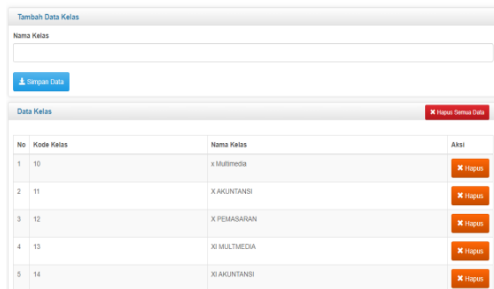 Tambah Data Kelas
Nama Kelas
Simpan Data
Data Kelas
Hapus Semua Data
No Kode Kelas Nama Kelas Aksi
1 10 x Multimedia Hapus
2 11 X AKUNTANSI Hapus
3 12 X PEMASARAN Hapus
4 13 XI MULTMEDIA Hapus
5 14 XI AKUNTANSI Hapus